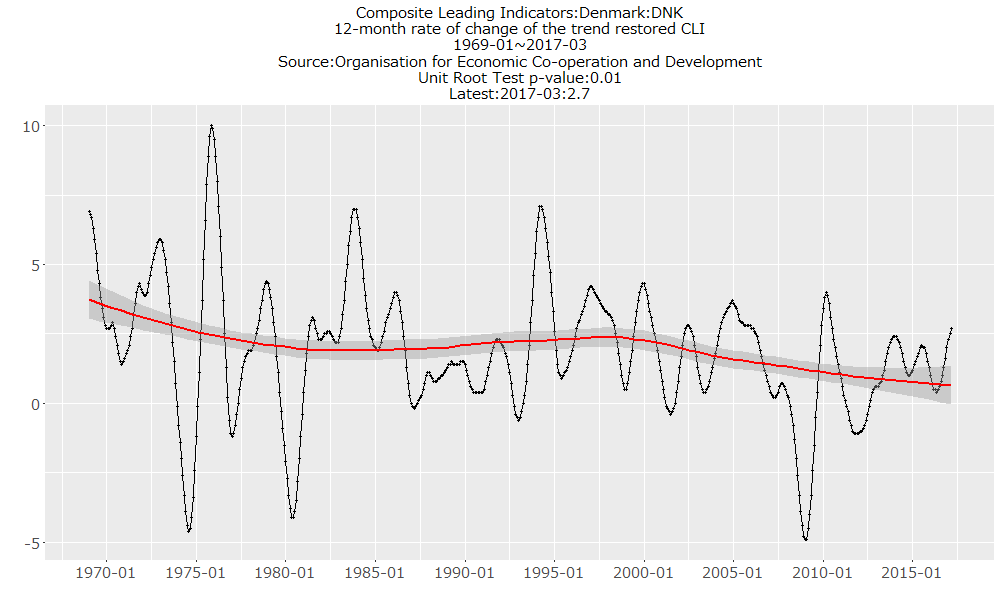 Composite Leading Indicators:Denmark:DNK
12-month rate of change of the trend restored CLI
1969-01~2017-03
Source:Organisation for Economic Co-operation and Development
Unit Root Test p-value:0.01
Latest:2017-03:2.7
10
5
0
-5
1970-01 1975-01 1980-01 1985-01 1990-01 1995-01 2000-01 2005-01 2010-01 2015-01